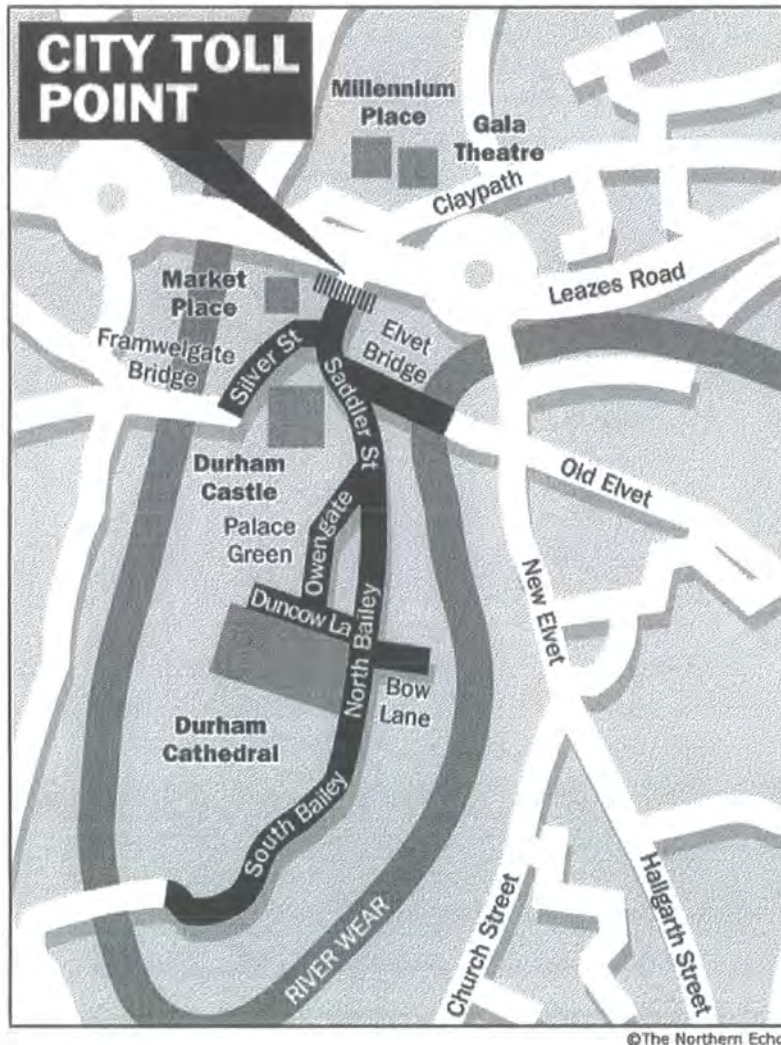 CITY TOLL
POINT
Millennium
Place
Gala
Theatre
Claypath
Leazes Road
Market
Place
Framwelgate
Bridge
Silver St
Elvet
Bridge
Saddler St
Old Elvet
Durham
Castle
Palace
Green
Owengate
New Elvet
Duncow La
North Bailey
Bow
Lane
Durham
Cathedral
South Bailey
RIVER WEAR
Church Street
Hallgarth Street
©The Northern Echo